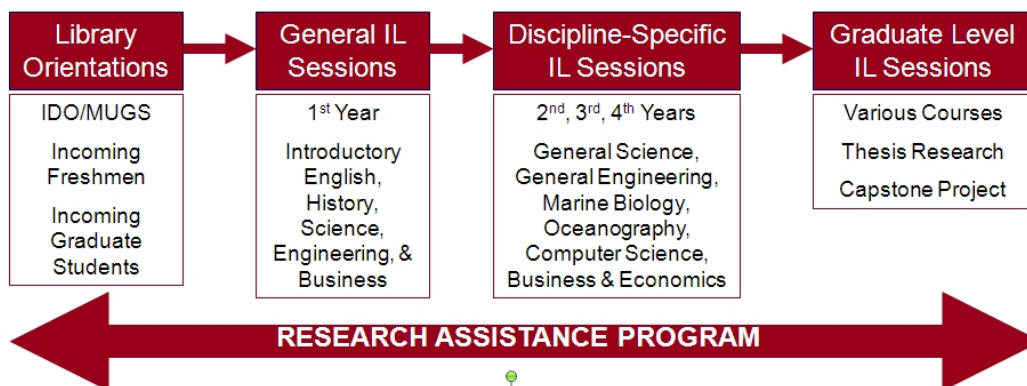 Library
Orientations
IDO/MUGS
Incoming
Freshmen
Incoming
Graduate
Students
General IL
Sessions
1st Year
Introductory
English,
History,
Science,
Engineering, &
Business
Discipline-Specific
IL Sessions
2nd, 3rd, 4th Years
General Science,
General Engineering,
Marine Biology,
Oceanography,
Computer Science,
Business & Economics
Graduate Level
IL Sessions
Various Courses
Thesis Research
Capstone Project
RESEARCH ASSISTANCE PROGRAM